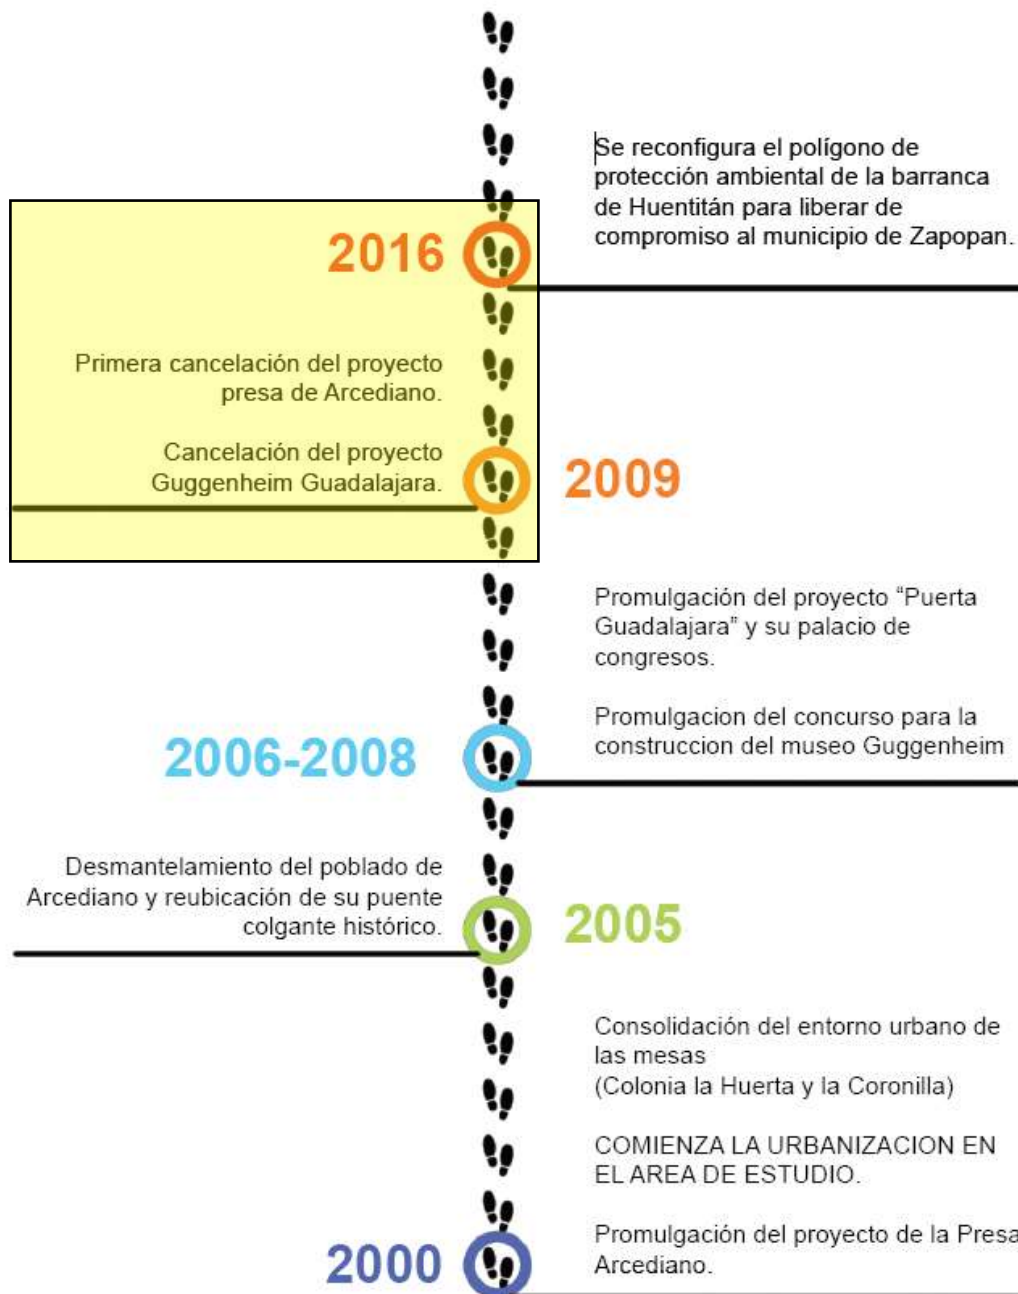 Se reconfigura el polígono de
protección ambiental de la barranca
de Huentitán para liberar de
compromiso al municipio de Zapopan.
2016
Primera cancelación del proyecto
presa de Arcediano.
Cancelación del proyecto
Guggenheim Guadalajara.
2009
Promulgación del proyecto “Puerta
Guadalajara” y su palacio de
congresos.
Promulgacion del concurso para la
construccion del museo Guggenheim
2006-2008
Desmantelamiento del poblado de
Arcediano y reubicación de su puente
colgante histórico.
2005
Consolidación del entorno urbano de
las mesas
(Colonia la Huerta y la Coronilla)
COMIENZA LA URBANIZACION EN
EL AREA DE ESTUDIO.
Promulgación del proyecto de la Presa
Arcediano.
2000